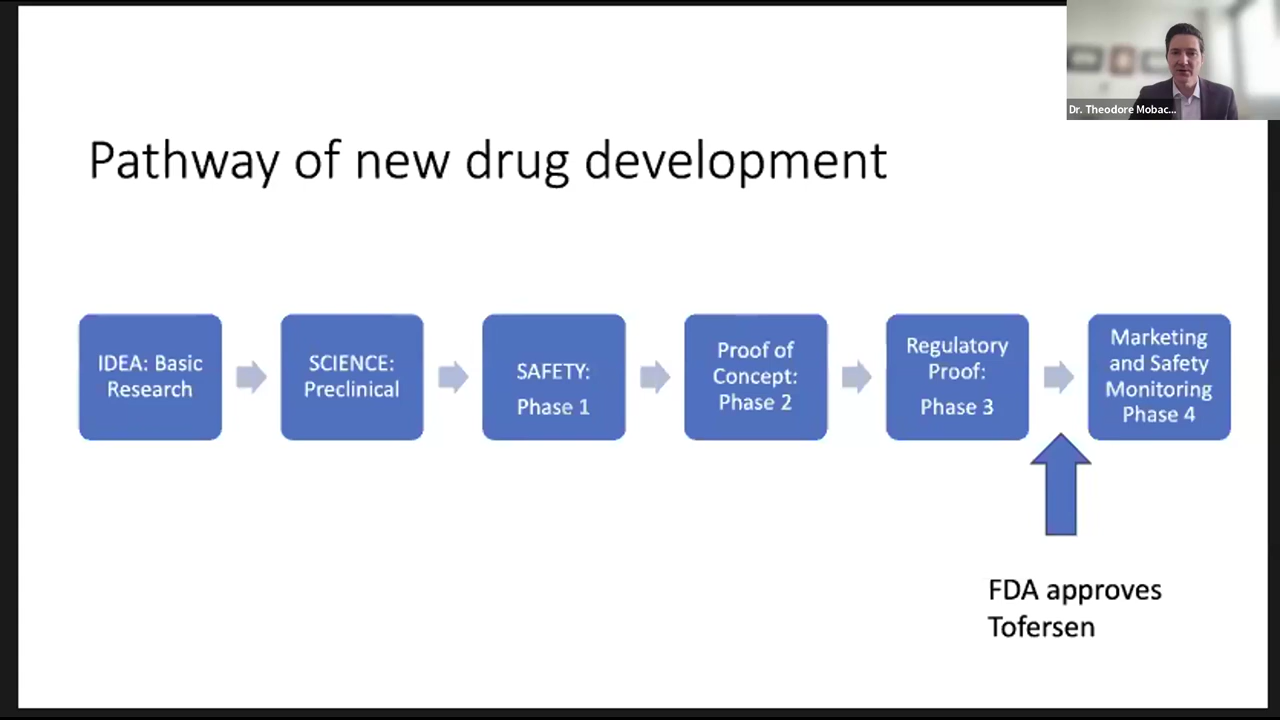 Dr. Theodore Mobac...
Pathway of new drug development
IDEA: Basic
Research
SCIENCE:
Preclinical
SAFETY:
Phase 1
Proof of
Concept:
Phase 2
Regulatory
Proof:
Phase 3
Marketing
and Safety
Monitoring
Phase 4
FDA approves
Tofersen